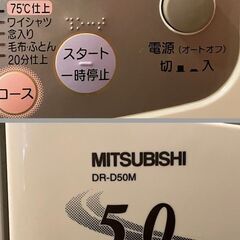 75℃仕上
ワイシャツ
念入り
毛布・ふとん
20分仕上
コース
スタート
一時停止
電源(オートオフ)
切 入
MITSUBISHI
DR-D50M
5.0